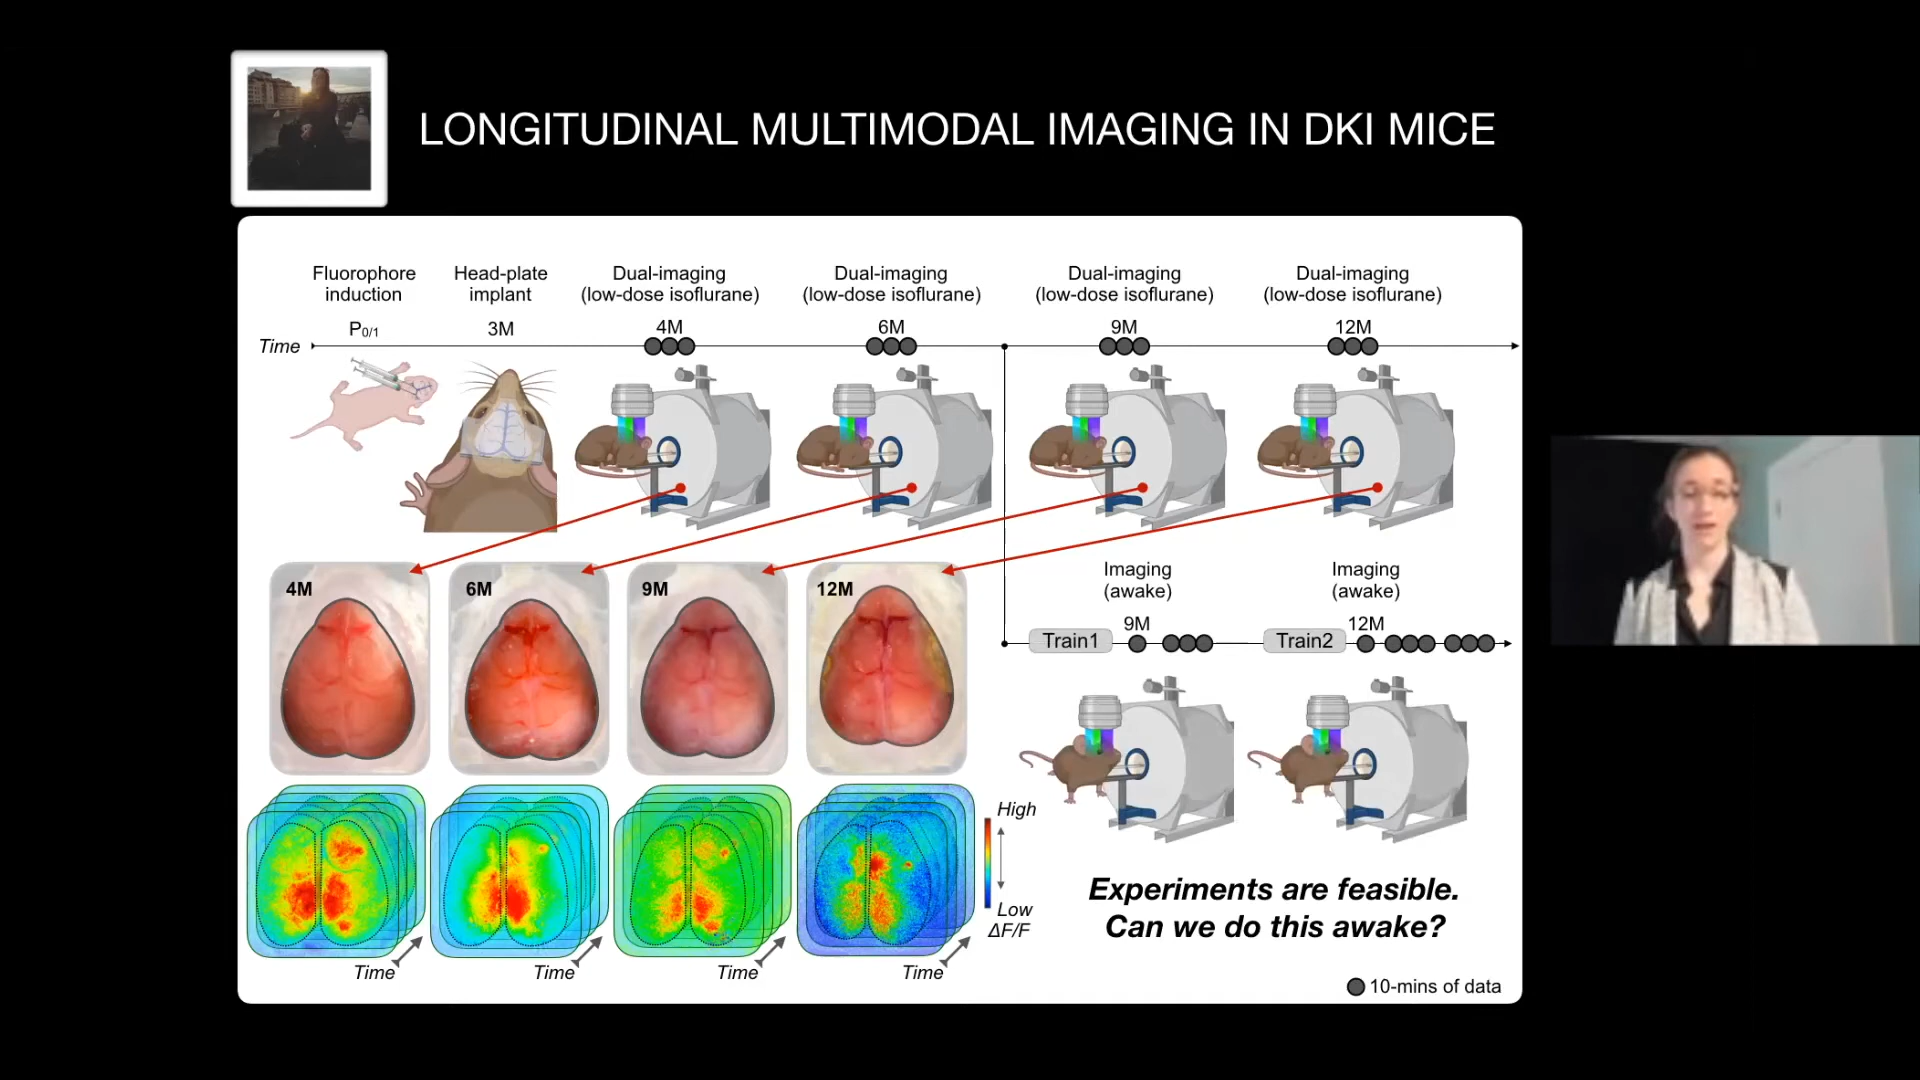 LONGITUDINAL MULTIMODAL IMAGING IN DKI MICE
Fluorophore
induction
Head-plate
implant
Dual-imaging
(low-dose isoflurane)
Dual-imaging
(low-dose isoflurane)
Dual-imaging
(low-dose isoflurane)
Dual-imaging
(low-dose isoflurane)
Time
P0/1
3M
4M
6M
9M
12M
4M
6M
9M
12M
Imaging
(awake)
Imaging
(awake)
Train1
9M
Train2
12M
High
Low
ΔF/F
Time
Time
Time
Time
Experiments are feasible.
Can we do this awake?
10-mins of data